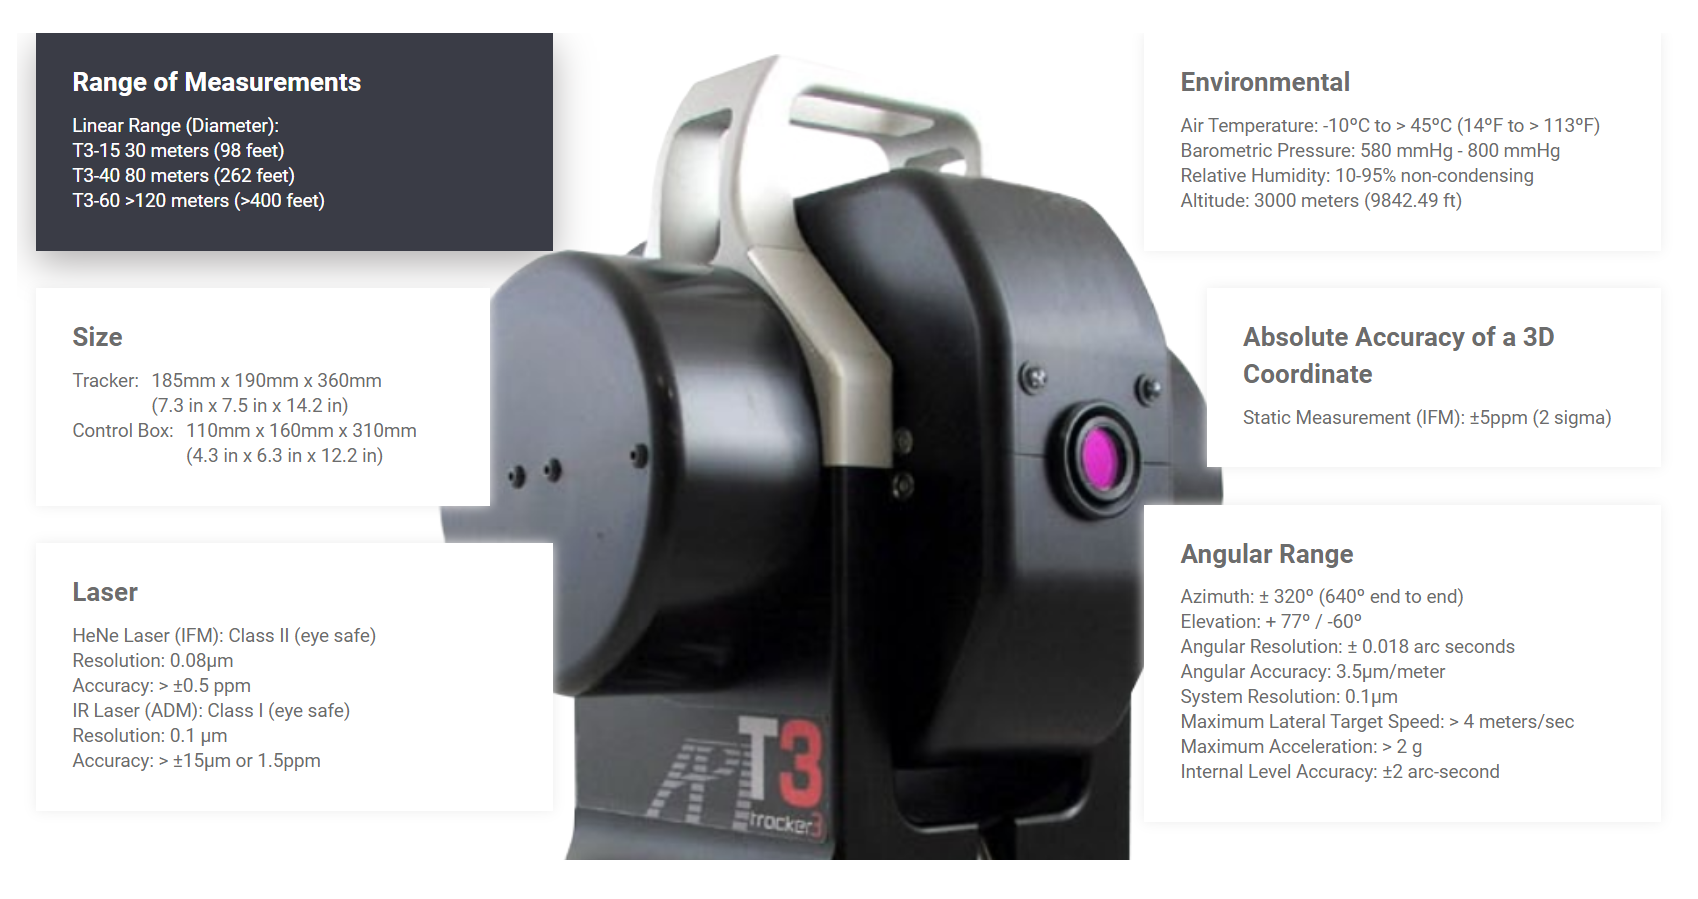 Range of Measurements
Linear Range (Diameter):
T3-15 30 meters (98 feet)
T3-40 80 meters (262 feet)
T3-60 >120 meters (>400 feet)
Size
Tracker: 185mm x 190mm x 360mm
(7.3 in x 7.5 in x 14.2 in)
Control Box: 110mm x 160mm x 310mm
(4.3 in x 6.3 in x 12.2 in)
Laser
HeNe Laser (IFM): Class II (eye safe)
Resolution: 0.08µm
Accuracy: > ±0.5 ppm
IR Laser (ADM): Class I (eye safe)
Resolution: 0.1 µm
Accuracy: > ±15µm or 1.5ppm
API T3
tracker3
Environmental
Air Temperature: -10ºC to > 45ºC (14ºF to > 113ºF)
Barometric Pressure: 580 mmHg - 800 mmHg
Relative Humidity: 10-95% non-condensing
Altitude: 3000 meters (9842.49 ft)
Absolute Accuracy of a 3D
Coordinate
Static Measurement (IFM): ±5ppm (2 sigma)
Angular Range
Azimuth: ± 320º (640º end to end)
Elevation: + 77º / -60º
Angular Resolution: ± 0.018 arc seconds
Angular Accuracy: 3.5µm/meter
System Resolution: 0.1µm
Maximum Lateral Target Speed: > 4 meters/sec
Maximum Acceleration: > 2 g
Internal Level Accuracy: ±2 arc-second